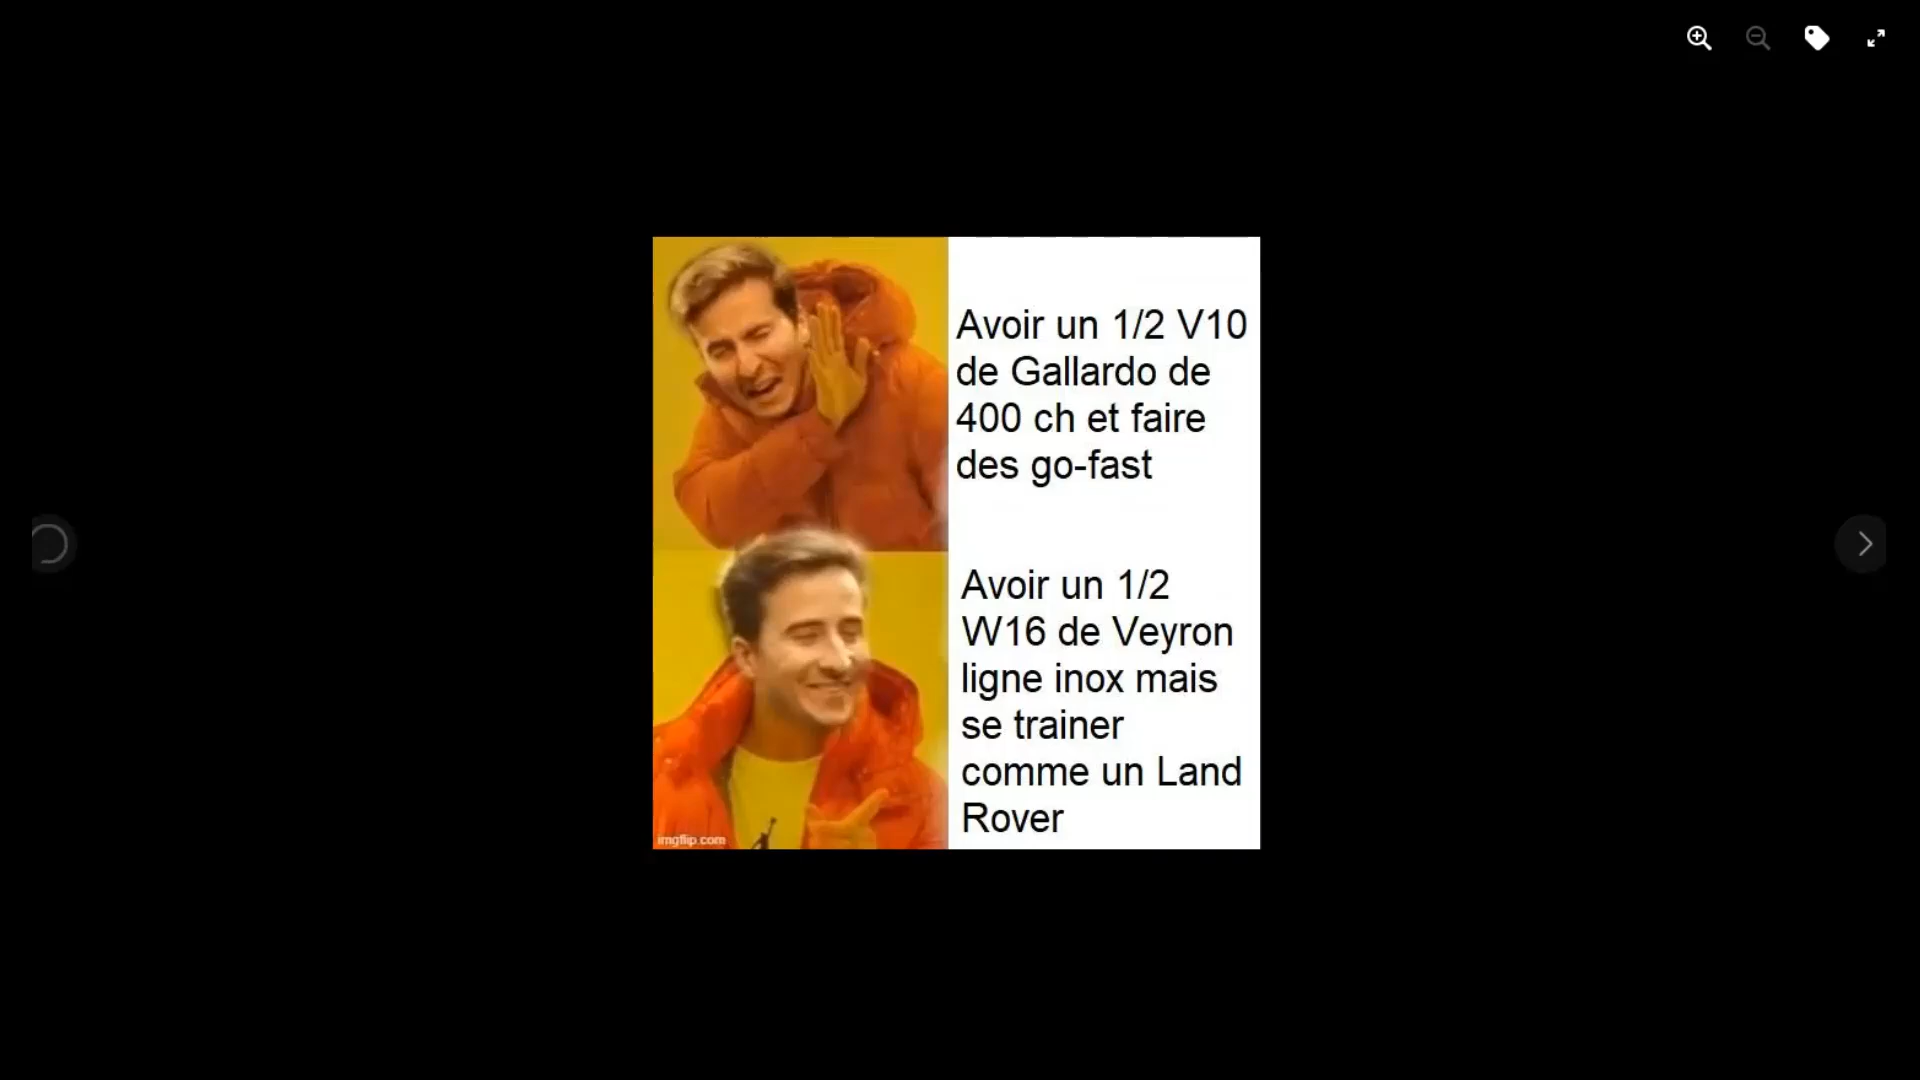 Avoir un 1/2 V10
de Gallardo de
400 ch et faire
des go-fast
Avoir un 1/2
W16 de Veyron
ligne inox mais
se trainer
comme un Land
Rover
imgflip.com